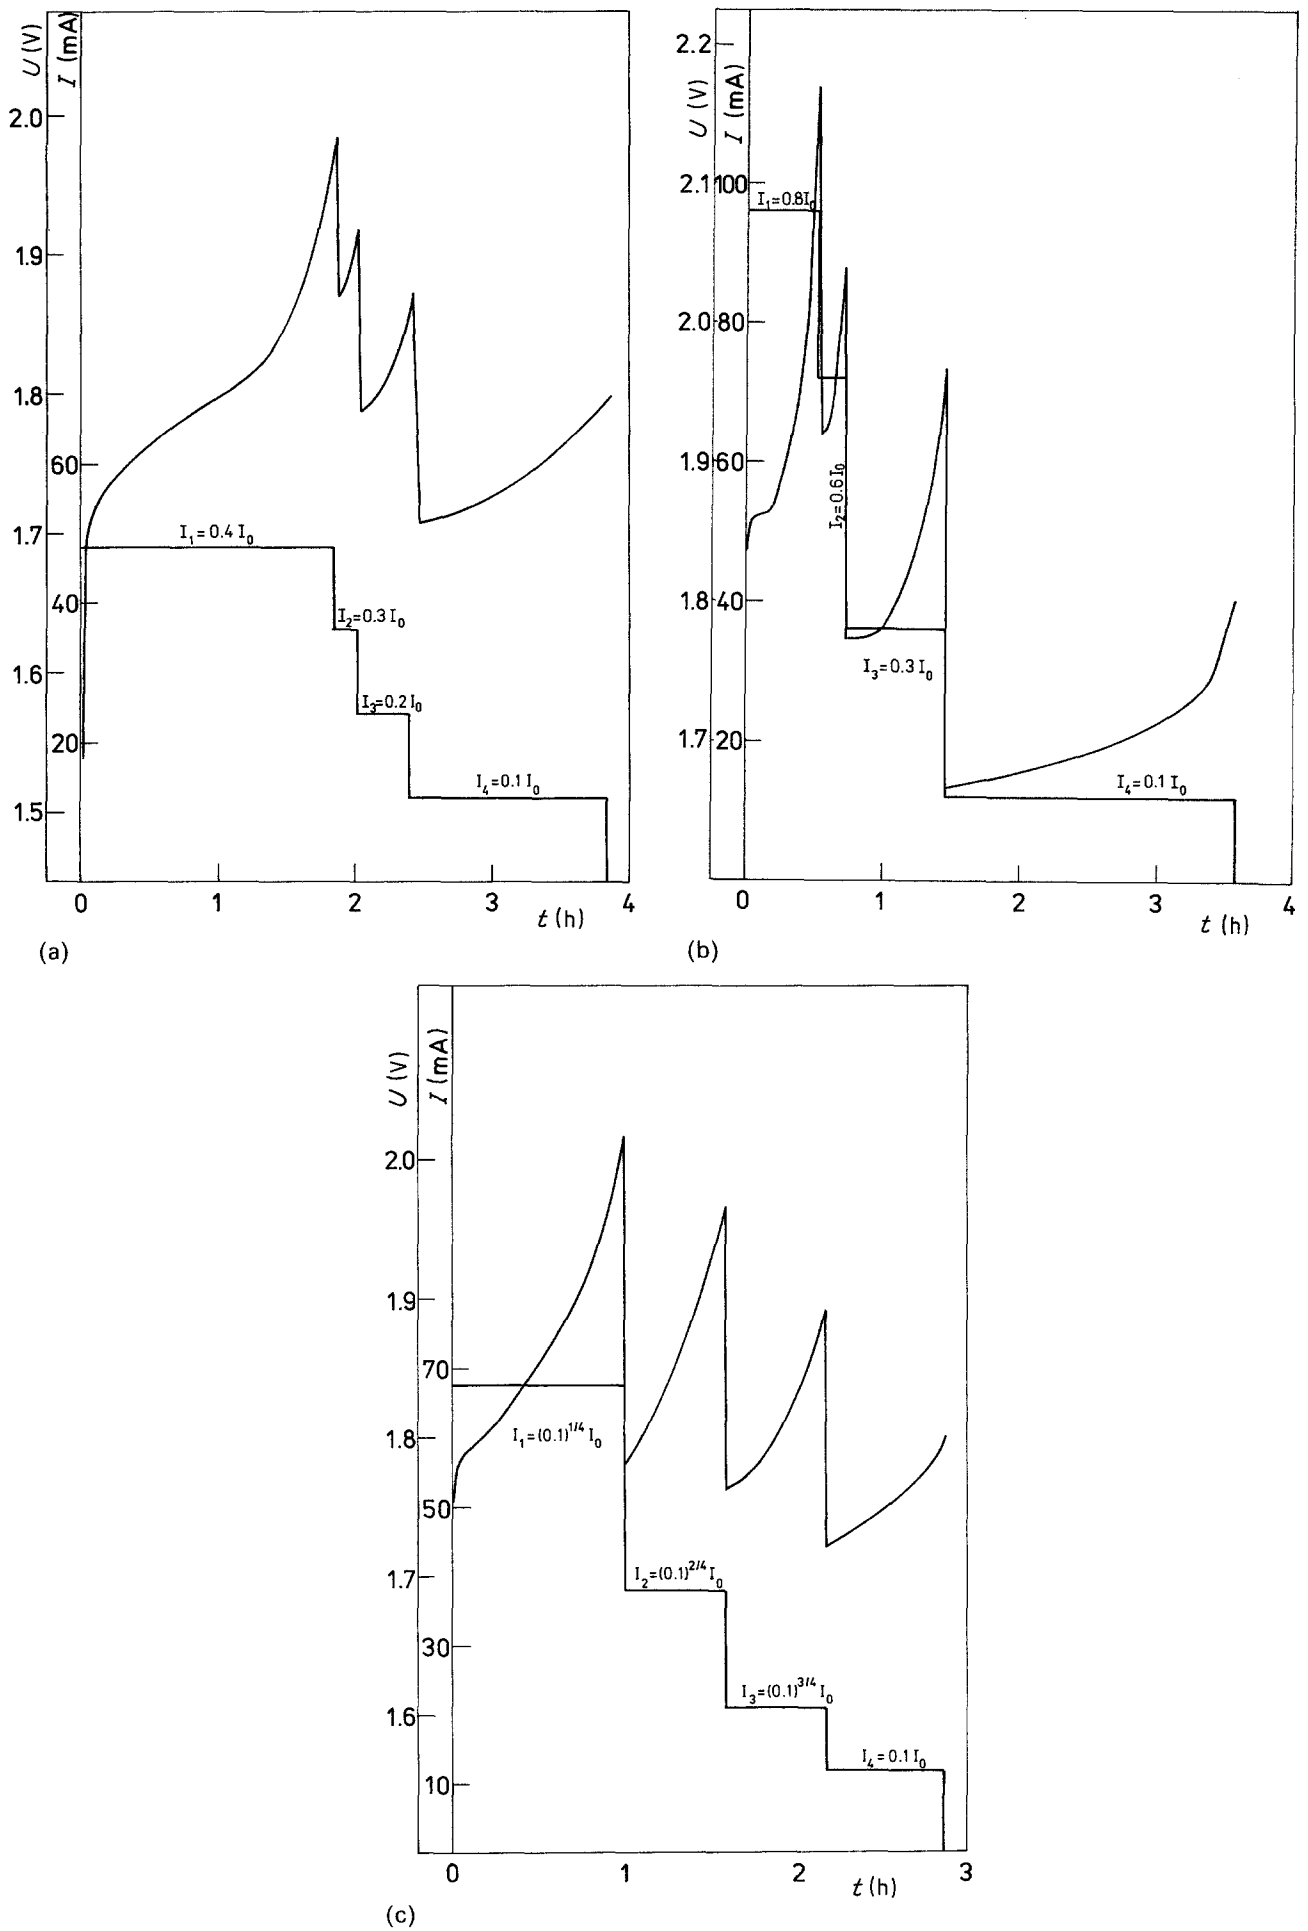 U (V)
I (mA)
2.0
1.9
1.8
60
1.7
I₁=0.4 I₀
40
I₂=0.3 I₀
1.6
I₃=0.2 I₀
20
I₄=0.1 I₀
1.5
0 1 2 3 4
t (h)
(a)
U (V)
I (mA)
2.2
2.1 100
I₁=0.8I₀
2.0 80
1.9 60
I₂=0.6 I₀
1.8 40
I₃=0.3 I₀
1.7 20
I₄=0.1 I₀
0 1 2 3 4
t (h)
(b)
U (V)
I (mA)
2.0
1.9
70
1.8
I₁=(0.1)^1/4 I₀
50
1.7
I₂=(0.1)^2/4 I₀
30
I₃=(0.1)^3/4 I₀
1.6
I₄=0.1 I₀
10
0 1 2 3
t (h)
(c)